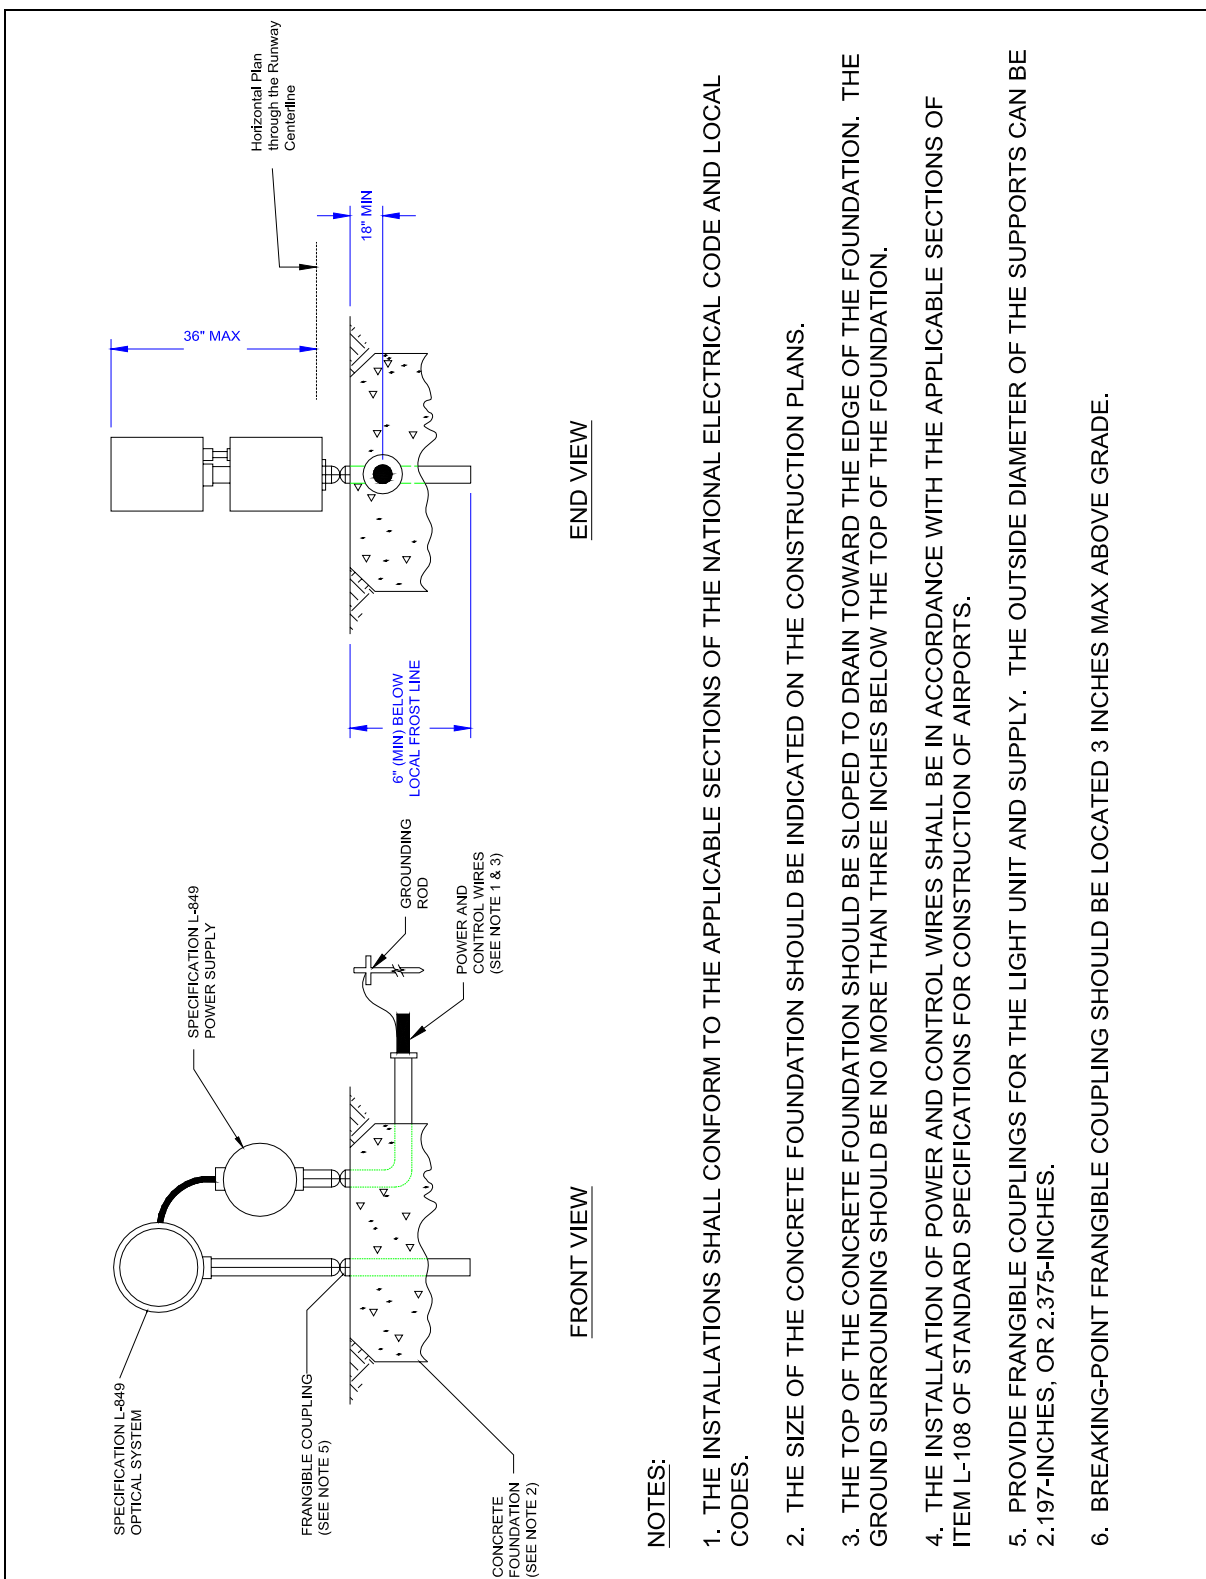 SPECIFICATION L-849
OPTICAL SYSTEM
SPECIFICATION L-849
POWER SUPPLY
FRANGIBLE COUPLING
(SEE NOTE 5)
CONCRETE
FOUNDATION
(SEE NOTE 2)
GROUNDING
ROD
POWER AND
CONTROL WIRES
(SEE NOTE 1 & 3)
FRONT VIEW
36" MAX
Horizontal Plan
through the Runway
Centerline
18" MIN
6" (MIN) BELOW
LOCAL FROST LINE
END VIEW
NOTES:
1. THE INSTALLATIONS SHALL CONFORM TO THE APPLICABLE SECTIONS OF THE NATIONAL ELECTRICAL CODE AND LOCAL
CODES.
2. THE SIZE OF THE CONCRETE FOUNDATION SHOULD BE INDICATED ON THE CONSTRUCTION PLANS.
3. THE TOP OF THE CONCRETE FOUNDATION SHOULD BE SLOPED TO DRAIN TOWARD THE EDGE OF THE FOUNDATION. THE
GROUND SURROUNDING SHOULD BE NO MORE THAN THREE INCHES BELOW THE TOP OF THE FOUNDATION.
4. THE INSTALLATION OF POWER AND CONTROL WIRES SHALL BE IN ACCORDANCE WITH THE APPLICABLE SECTIONS OF
ITEM L-108 OF STANDARD SPECIFICATIONS FOR CONSTRUCTION OF AIRPORTS.
5. PROVIDE FRANGIBLE COUPLINGS FOR THE LIGHT UNIT AND SUPPLY. THE OUTSIDE DIAMETER OF THE SUPPORTS CAN BE
2.197-INCHES, OR 2.375-INCHES.
6. BREAKING-POINT FRANGIBLE COUPLING SHOULD BE LOCATED 3 INCHES MAX ABOVE GRADE.